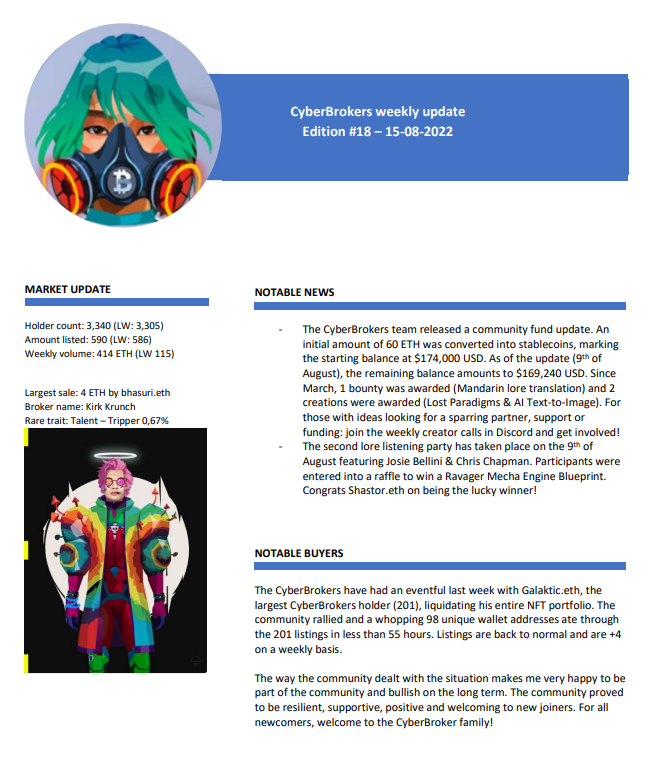 CyberBrokers weekly update
Edition #18 – 15-08-2022
MARKET UPDATE
Holder count: 3,340 (LW: 3,305)
Amount listed: 590 (LW: 586)
Weekly volume: 414 ETH (LW 115)
Largest sale: 4 ETH by bhasuri.eth
Broker name: Kirk Krunch
Rare trait: Talent – Tripper 0,67%
NOTABLE NEWS
- The CyberBrokers team released a community fund update. An
initial amount of 60 ETH was converted into stablecoins, marking
the starting balance at $174,000 USD. As of the update (9th of
August), the remaining balance amounts to $169,240 USD. Since
March, 1 bounty was awarded (Mandarin lore translation) and 2
creations were awarded (Lost Paradigms & AI Text-to-Image). For
those with ideas looking for a sparring partner, support or
funding: join the weekly creator calls in Discord and get involved!
- The second lore listening party has taken place on the 9th of
August featuring Josie Bellini & Chris Chapman. Participants were
entered into a raffle to win a Ravager Mecha Engine Blueprint.
Congrats Shastor.eth on being the lucky winner!
NOTABLE BUYERS
The CyberBrokers have had an eventful last week with Galaktic.eth, the
largest CyberBrokers holder (201), liquidating his entire NFT portfolio. The
community rallied and a whopping 98 unique wallet addresses ate through
the 201 listings in less than 55 hours. Listings are back to normal and are +4
on a weekly basis.
The way the community dealt with the situation makes me very happy to be
part of the community and bullish on the long term. The community proved
to be resilient, supportive, positive and welcoming to new joiners. For all
newcomers, welcome to the CyberBroker family!